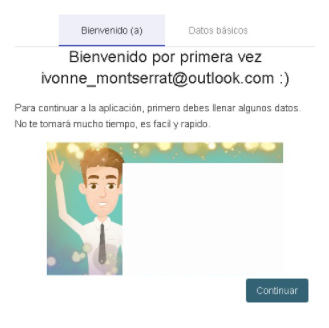 Bienvenido (a) Datos básicos
Bienvenido por primera vez
ivonne_montserrat@outlook.com :)
Para continuar a la aplicación, primero debes llenar algunos datos.
No te tomará mucho tiempo, es facil y rapido.
Continuar